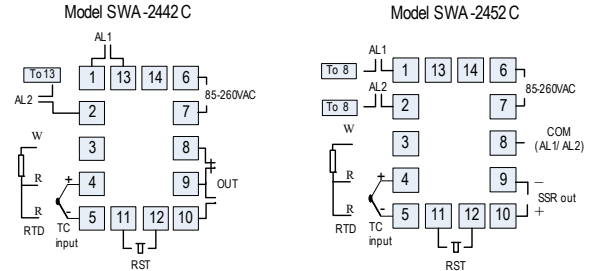 Model SWA-2442 C
AL1
To 13
1 13 14 6
AL2
85-260VAC
2 7
W
3 8
R
+
4 9
OUT
R
-
5 11 12 10
RTD
TC
input
RST
Model SWA-2452 C
AL1
To 8
1 13 14 6
AL2
85-260VAC
To 8
2 7
W
3 8
COM
(AL1/ AL2)
R
+
4 9
—
SSR out
R
-
5 11 12 10
+
RTD
TC
input
RST